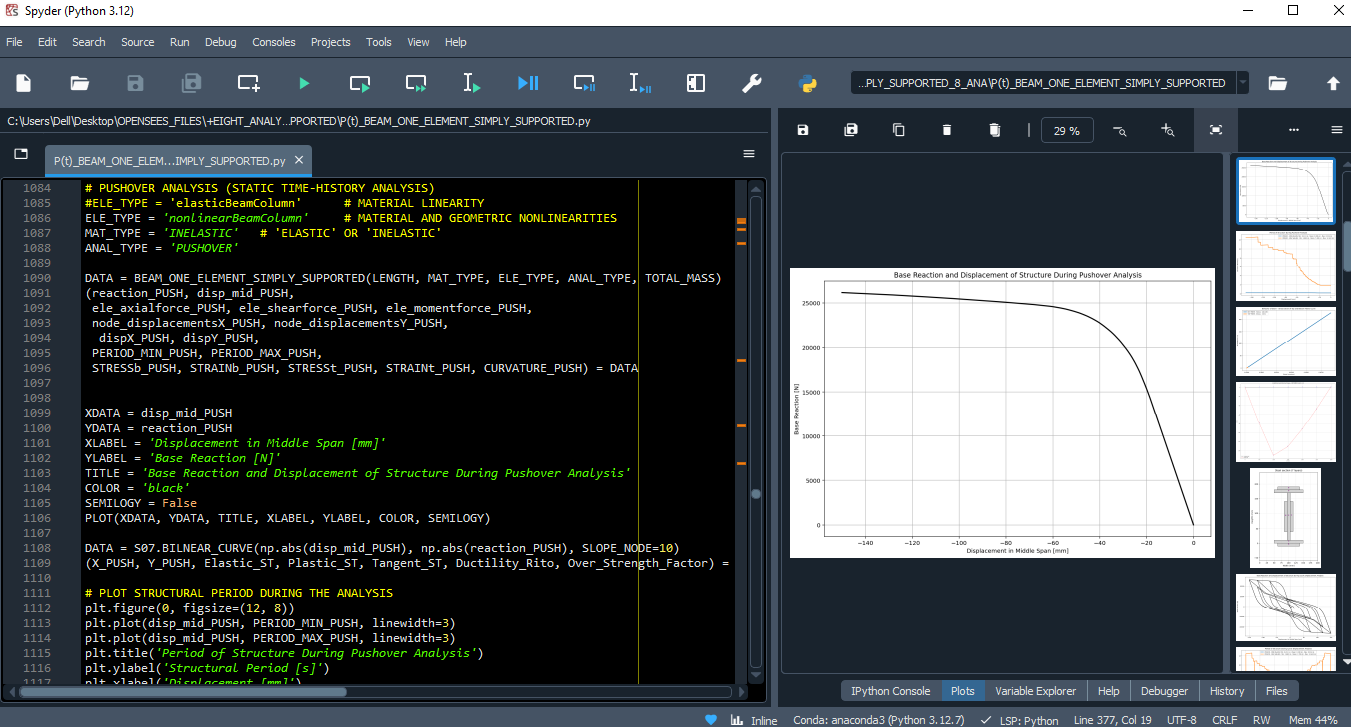 Spyder (Python 3.12)
File Edit Search Source Run Debug Consoles Projects Tools View Help
...PLY_SUPPORTED_8_ANA\P(t)_BEAM_ONE_ELEMENT_SIMPLY_SUPPORTED
C:\Users\Dell\Desktop\OPENSEES_FILES\+EIGHT_ANALY...PPORTED\P(t)_BEAM_ONE_ELEMENT_SIMPLY_SUPPORTED.py
P(t)_BEAM_ONE_ELEM...IMPLY_SUPPORTED.py
1084 # PUSHOVER ANALYSIS (STATIC TIME-HISTORY ANALYSIS)
1085 #ELE_TYPE = 'elasticBeamColumn' # MATERIAL LINEARITY
1086 ELE_TYPE = 'nonlinearBeamColumn' # MATERIAL AND GEOMETRIC NONLINEARITIES
1087 MAT_TYPE = 'INELASTIC' # 'ELASTIC' OR 'INELASTIC'
1088 ANAL_TYPE = 'PUSHOVER'
1089
1090 DATA = BEAM_ONE_ELEMENT_SIMPLY_SUPPORTED(LENGTH, MAT_TYPE, ELE_TYPE, ANAL_TYPE, TOTAL_MASS)
1091 (reaction_PUSH, disp_mid_PUSH,
1092 ele_axialforce_PUSH, ele_shearforce_PUSH, ele_momentforce_PUSH,
1093 node_displacementsX_PUSH, node_displacementsY_PUSH,
1094 dispX_PUSH, dispY_PUSH,
1095 PERIOD_MIN_PUSH, PERIOD_MAX_PUSH,
1096 STRESSb_PUSH, STRAINb_PUSH, STRESSt_PUSH, STRAINt_PUSH, CURVATURE_PUSH) = DATA
1097
1098
1099 XDATA = disp_mid_PUSH
1100 YDATA = reaction_PUSH
1101 XLABEL = 'Displacement in Middle Span [mm]'
1102 YLABEL = 'Base Reaction [N]'
1103 TITLE = 'Base Reaction and Displacement of Structure During Pushover Analysis'
1104 COLOR = 'black'
1105 SEMILOGY = False
1106 PLOT(XDATA, YDATA, TITLE, XLABEL, YLABEL, COLOR, SEMILOGY)
1107
1108 DATA = S07.BILNEAR_CURVE(np.abs(disp_mid_PUSH), np.abs(reaction_PUSH), SLOPE_NODE=10)
1109 (X_PUSH, Y_PUSH, Elastic_ST, Plastic_ST, Tangent_ST, Ductility_Rito, Over_Strength_Factor) =
1110
1111 # PLOT STRUCTURAL PERIOD DURING THE ANALYSIS
1112 plt.figure(0, figsize=(12, 8))
1113 plt.plot(disp_mid_PUSH, PERIOD_MIN_PUSH, linewidth=3)
1114 plt.plot(disp_mid_PUSH, PERIOD_MAX_PUSH, linewidth=3)
1115 plt.title('Period of Structure During Pushover Analysis')
1116 plt.ylabel('Structural Period [s]')
1117 plt.xlabel('Displacement [mm]')
29 %
Base Reaction and Displacement of Structure During Pushover Analysis
Base Reaction [N]
25000
20000
15000
10000
5000
0
−140 −120 −100 −80 −60 −40 −20 0
Displacement in Middle Span [mm]
IPython Console Plots Variable Explorer Help Debugger History Files
Inline Conda: anaconda3 (Python 3.12.7) LSP: Python Line 377, Col 19 UTF-8 CRLF RW Mem 44%